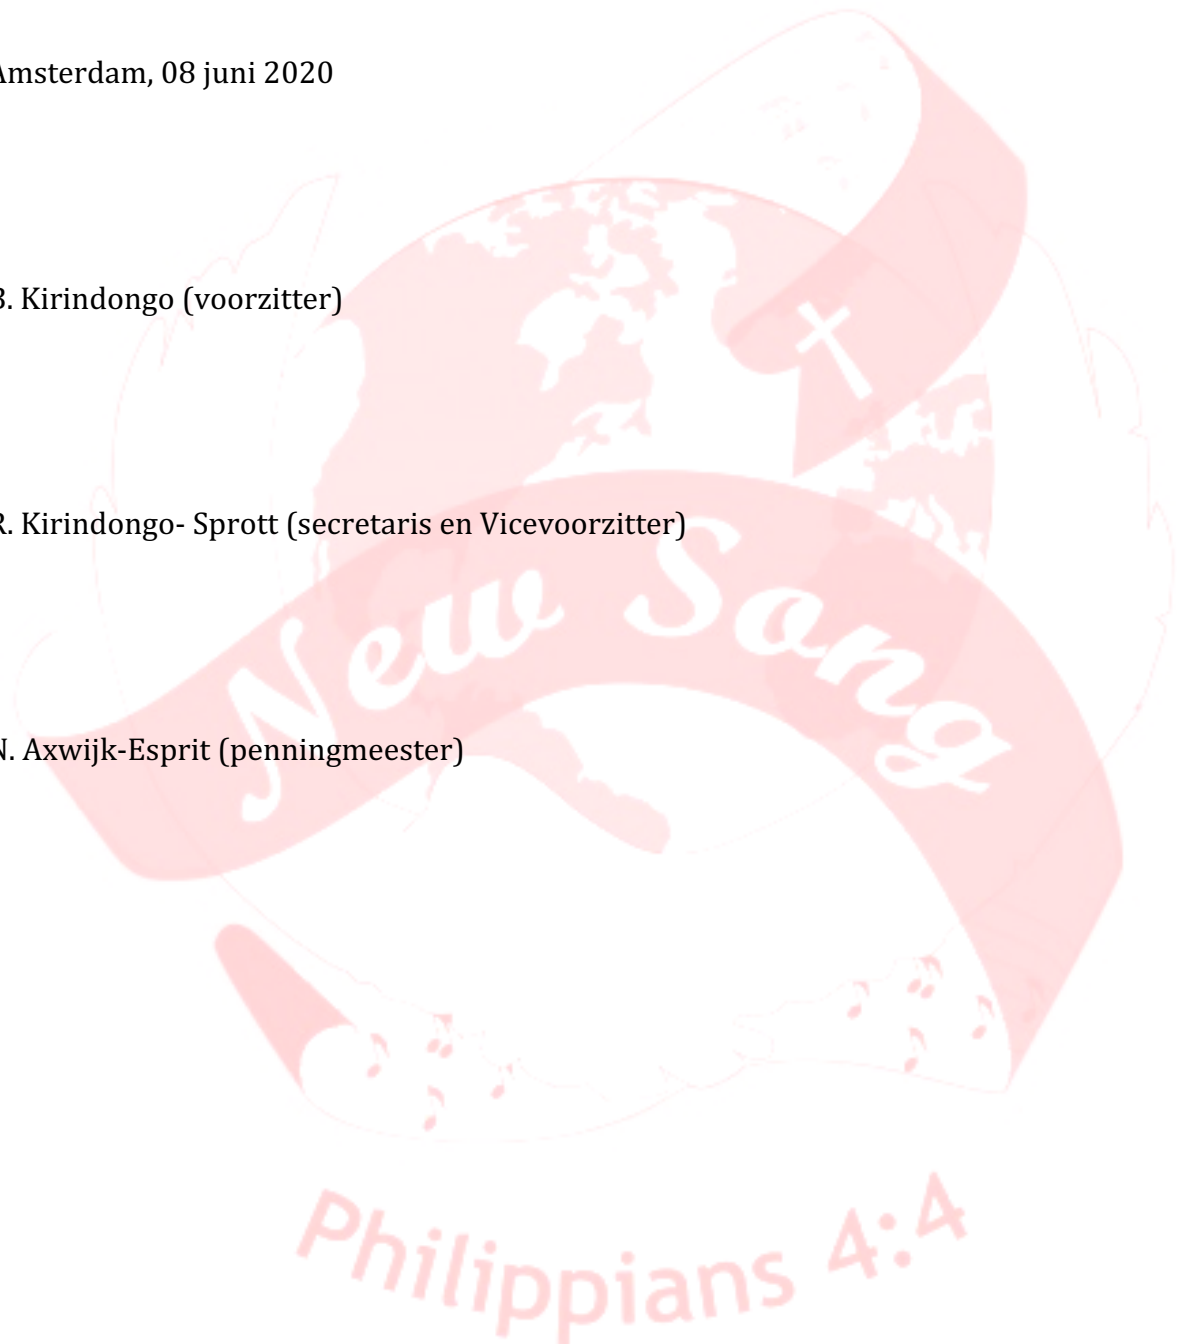 Amsterdam, 08 juni 2020
B. Kirindongo (voorzitter)
R. Kirindongo- Sprott (secretaris en Vicevoorzitter)
New Song
N. Axwijk-Esprit (penningmeester)
Philippians 4:4